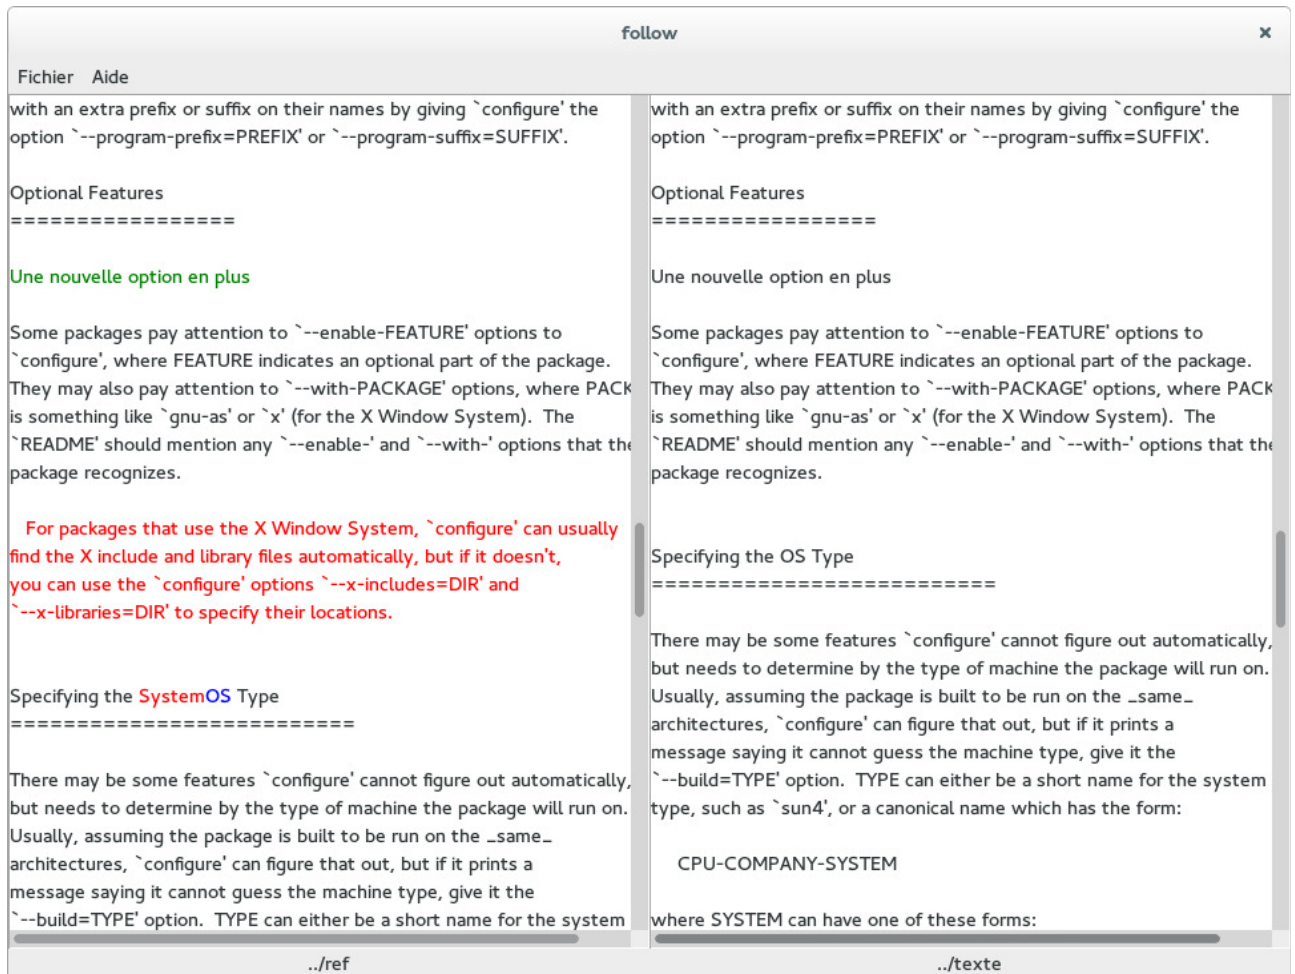 follow
×
Fichier Aide
with an extra prefix or suffix on their names by giving `configure' the
option `--program-prefix=PREFIX' or `--program-suffix=SUFFIX'.
Optional Features
=================
Une nouvelle option en plus
Some packages pay attention to `--enable-FEATURE' options to
`configure', where FEATURE indicates an optional part of the package.
They may also pay attention to `--with-PACKAGE' options, where PACK
is something like `gnu-as' or `x' (for the X Window System).  The
`README' should mention any `--enable-' and `--with-' options that the
package recognizes.
For packages that use the X Window System, `configure' can usually
find the X include and library files automatically, but if it doesn't,
you can use the `configure' options `--x-includes=DIR' and
`--x-libraries=DIR' to specify their locations.
Specifying the SystemOS Type
==========================
There may be some features `configure' cannot figure out automatically,
but needs to determine by the type of machine the package will run on.
Usually, assuming the package is built to be run on the _same_
architectures, `configure' can figure that out, but if it prints a
message saying it cannot guess the machine type, give it the
`--build=TYPE' option.  TYPE can either be a short name for the system
../ref
with an extra prefix or suffix on their names by giving `configure' the
option `--program-prefix=PREFIX' or `--program-suffix=SUFFIX'.
Optional Features
=================
Une nouvelle option en plus
Some packages pay attention to `--enable-FEATURE' options to
`configure', where FEATURE indicates an optional part of the package.
They may also pay attention to `--with-PACKAGE' options, where PACK
is something like `gnu-as' or `x' (for the X Window System).  The
`README' should mention any `--enable-' and `--with-' options that the
package recognizes.
Specifying the OS Type
==========================
There may be some features `configure' cannot figure out automatically,
but needs to determine by the type of machine the package will run on.
Usually, assuming the package is built to be run on the _same_
architectures, `configure' can figure that out, but if it prints a
message saying it cannot guess the machine type, give it the
`--build=TYPE' option.  TYPE can either be a short name for the system
type, such as `sun4', or a canonical name which has the form:
CPU-COMPANY-SYSTEM
where SYSTEM can have one of these forms:
../texte